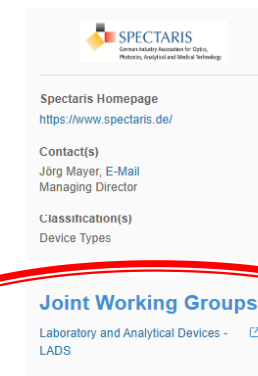 SPECTARIS
German Industry Association for Optics,
Photonics, Analytical and Medical Technology
Spectaris Homepage
https://www.spectaris.de/
Contact(s)
Jörg Mayer, E-Mail
Managing Director
Classification(s)
Device Types
Joint Working Groups
Laboratory and Analytical Devices -
LADS